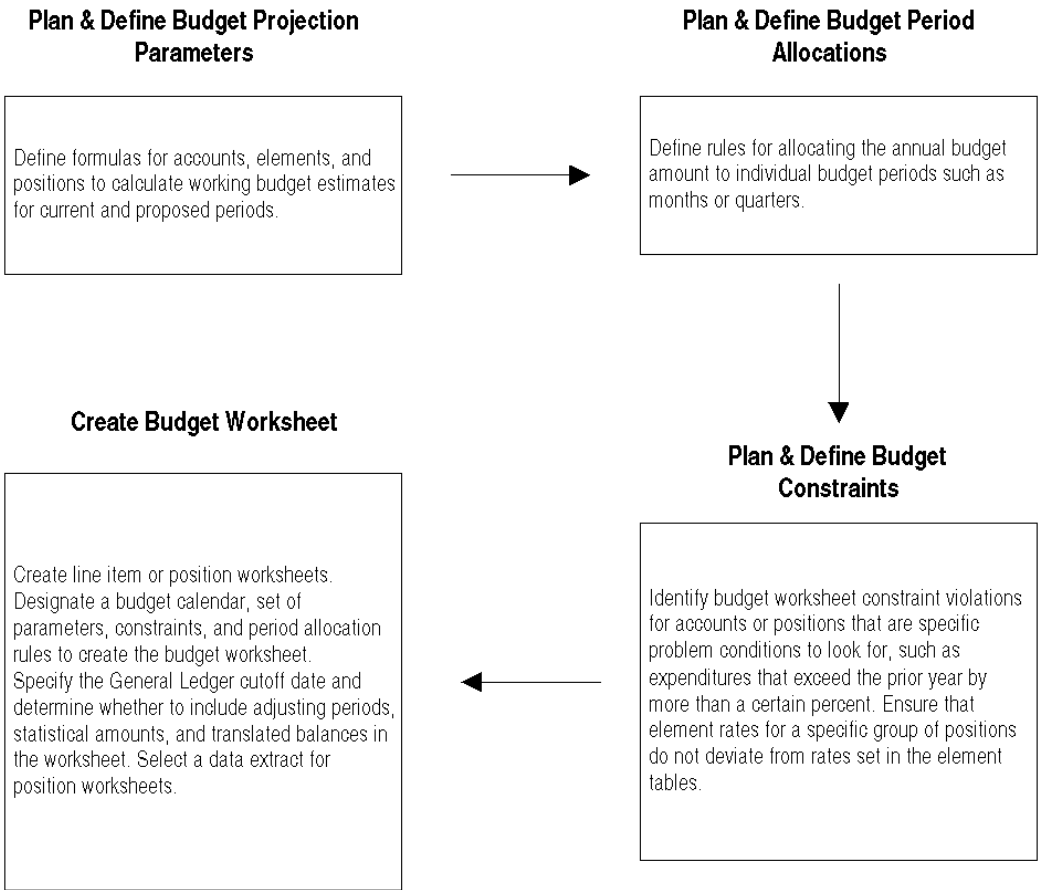 Plan & Define Budget Projection
Parameters
Define formulas for accounts, elements, and
positions to calculate working budget estimates
for current and proposed periods.
Plan & Define Budget Period
Allocations
Define rules for allocating the annual budget
amount to individual budget periods such as
months or quarters.
Plan & Define Budget
Constraints
Identify budget worksheet constraint violations
for accounts or positions that are specific
problem conditions to look for, such as
expenditures that exceed the prior year by
more than a certain percent. Ensure that
element rates for a specific group of positions
do not deviate from rates set in the element
tables.
Create Budget Worksheet
Create line item or position worksheets.
Designate a budget calendar, set of
parameters, constraints, and period allocation
rules to create the budget worksheet.
Specify the General Ledger cutoff date and
determine whether to include adjusting periods,
statistical amounts, and translated balances in
the worksheet. Select a data extract for
position worksheets.